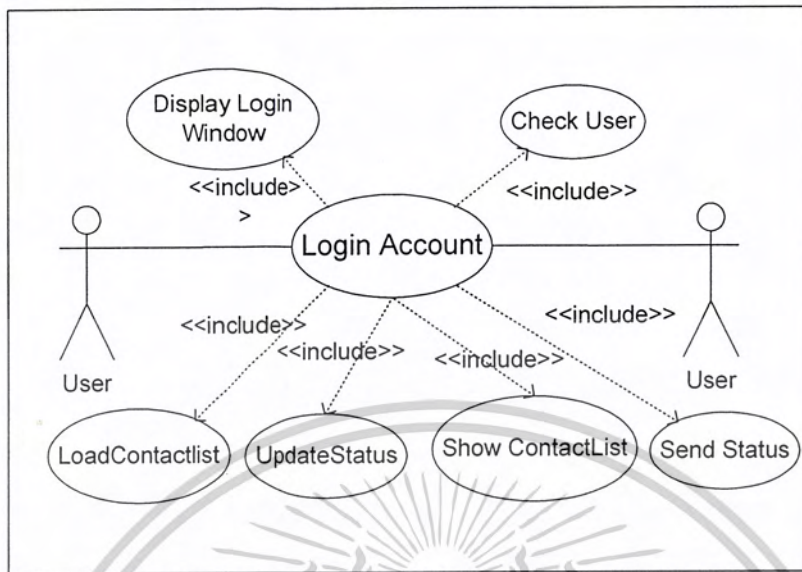 Display Login
Window
Check User
<<include>
>
<<include>>
Login Account
<<include>>
<<include>>
<<include>>
<<include>>
User
User
LoadContactlist
UpdateStatus
Show ContactList
Send Status